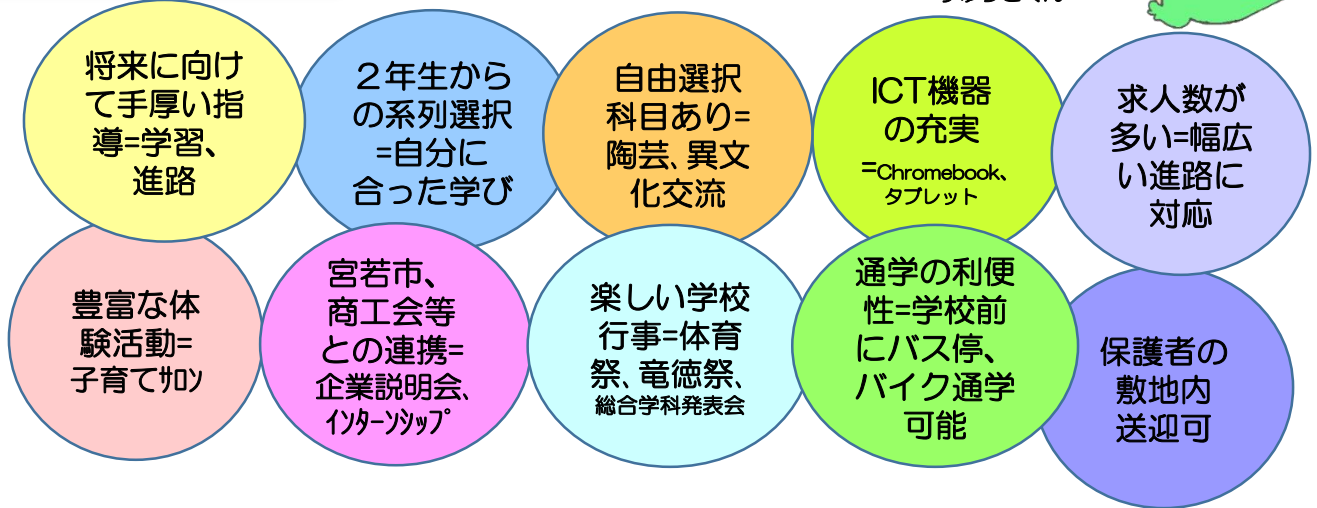 将来に向け
て手厚い指
導=学習、
進路
２年生から
の系列選択
=自分に
合った学び
自由選択
科目あり=
陶芸、異文
化交流
ICT機器
の充実
=Chromebook、
タブレット
求人数が
多い=幅広
い進路に
対応
豊富な体
験活動=
子育てｻﾛﾝ
宮若市、
商工会等
との連携=
企業説明会、
ｲﾝﾀｰﾝｼｯﾌﾟ
楽しい学校
行事=体育
祭、竜徳祭、
総合学科発表会
通学の利便
性=学校前
にバス停、
バイク通学
可能
保護者の
敷地内
送迎可